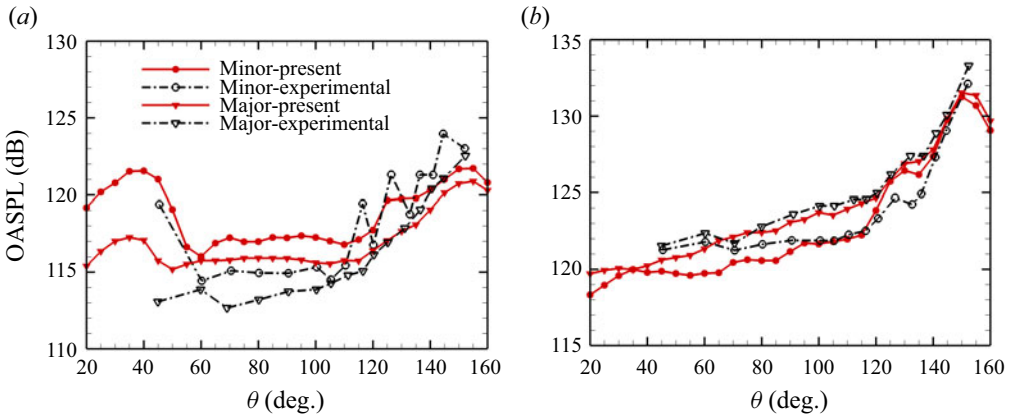 (a)
130
125
120
115
110
OASPL (dB)
Minor-present
Minor-experimental
Major-present
Major-experimental
20 40 60 80 100 120 140 160
θ (deg.)
(b)
135
130
125
120
115
20 40 60 80 100 120 140 160
θ (deg.)